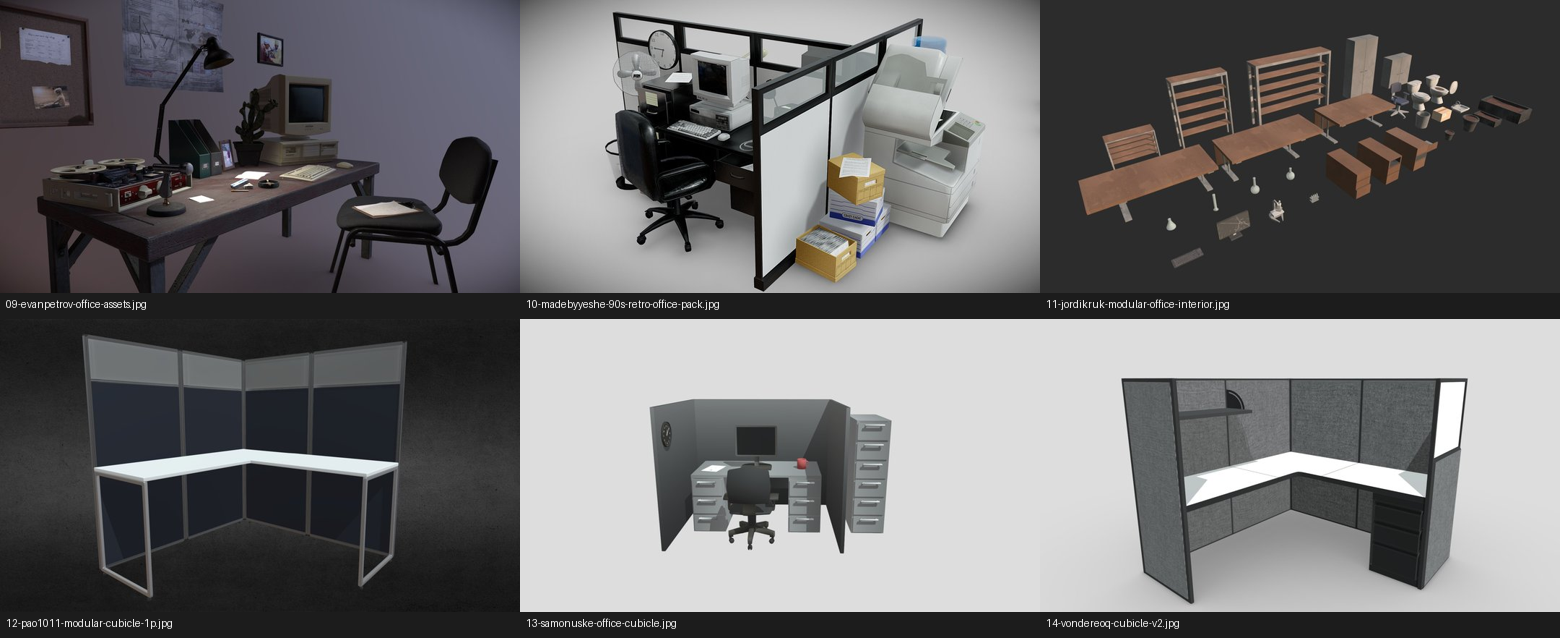 09-evanpetrov-office-assets.jpg
10-madebyyeshe-90s-retro-office-pack.jpg
11-jordikruk-modular-office-interior.jpg
12-pao1011-modular-cubicle-1p.jpg
13-samonuske-office-cubicle.jpg
14-vondereoq-cubicle-v2.jpg